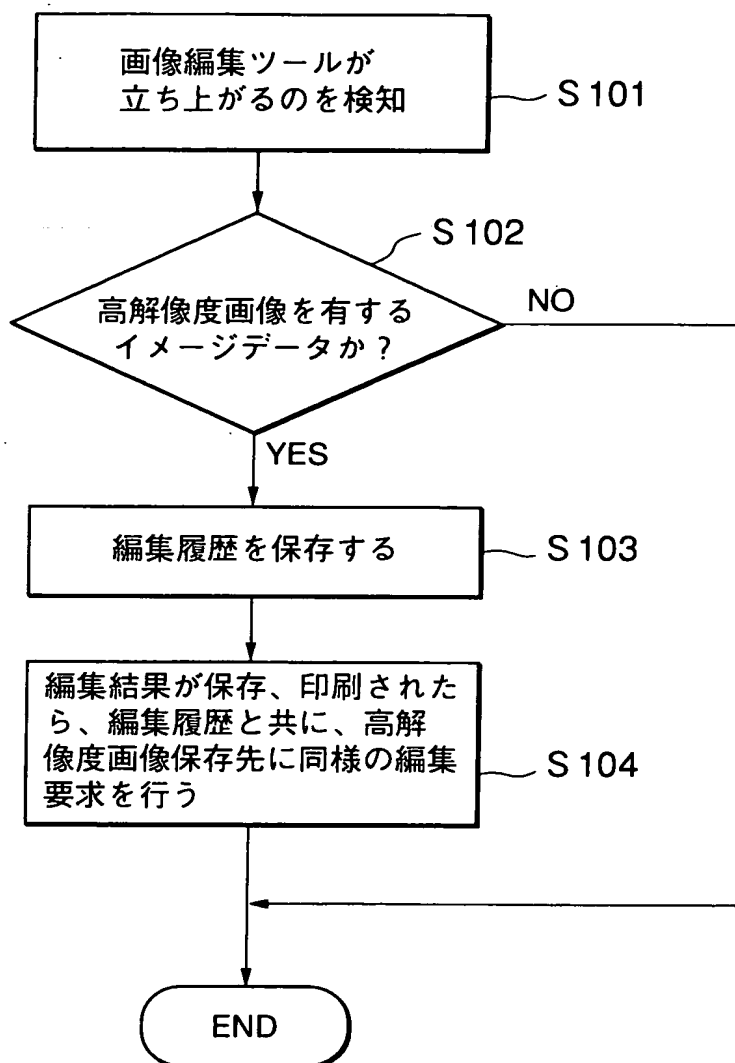 画像編集ツールが
立ち上がるのを検知
S101
S102
高解像度画像を有する
イメージデータか？
NO
YES
編集履歴を保存する
S103
編集結果が保存、印刷された
ら、編集履歴と共に、高解
像度画像保存先に同様の編集
要求を行う
S104
END